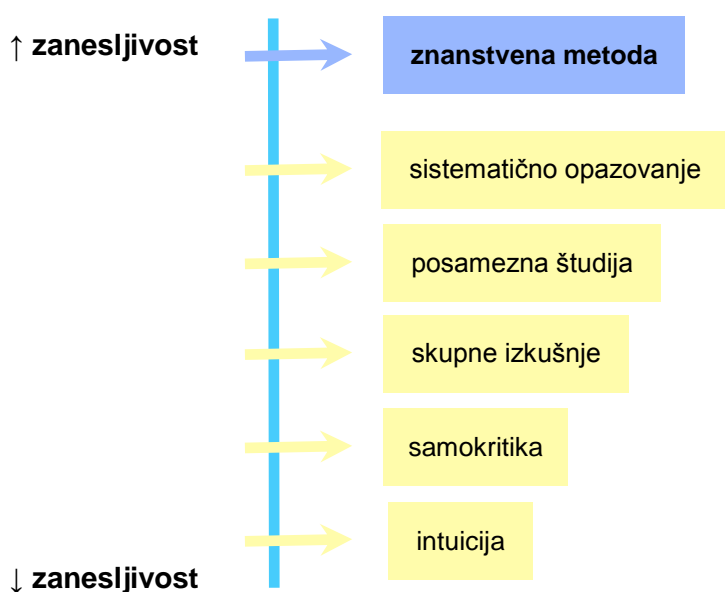 ↑ zanesljivost
znanstvena metoda
sistematično opazovanje
posamezna študija
skupne izkušnje
samokritika
intuicija
↓ zanesljivost